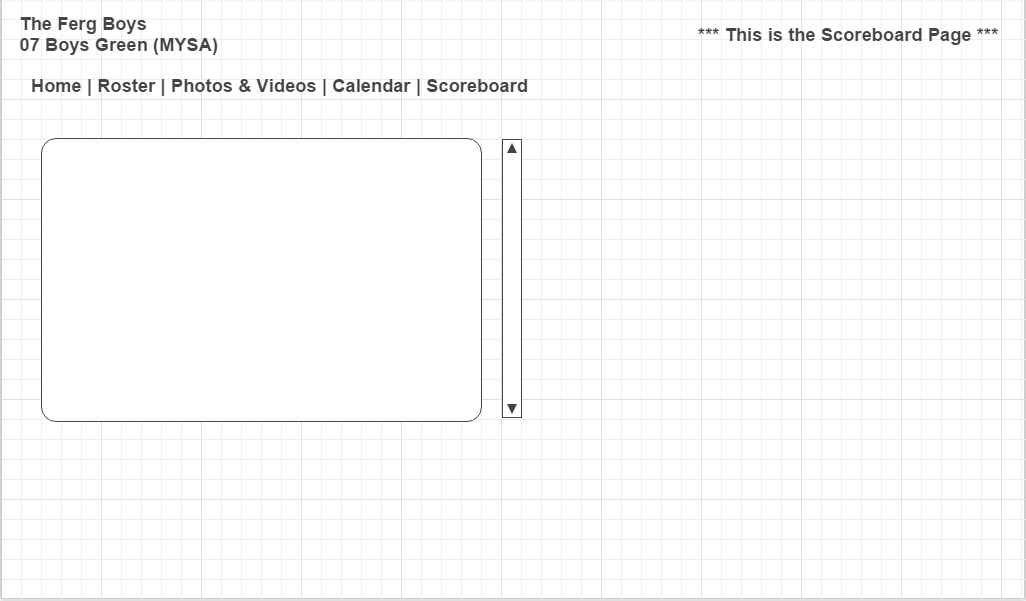 The Ferg Boys
07 Boys Green (MYSA)
*** This is the Scoreboard Page ***
Home | Roster | Photos & Videos | Calendar | Scoreboard